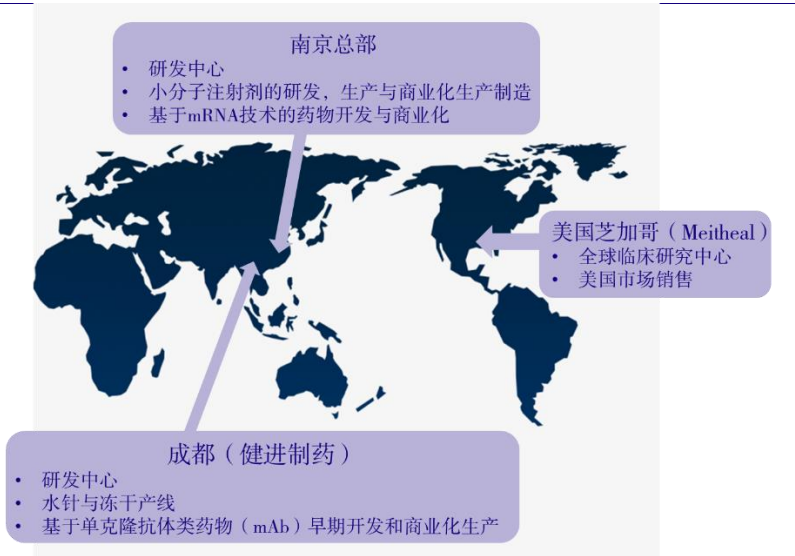 南京总部
• 研发中心
• 小分子注射剂的研发，生产与商业化生产制造
• 基于mRNA技术的药物开发与商业化
美国芝加哥（Meitheal）
• 全球临床研究中心
• 美国市场销售
成都（健进制药）
• 研发中心
• 水针与冻干产线
• 基于单克隆抗体类药物（mAb）早期开发和商业化生产